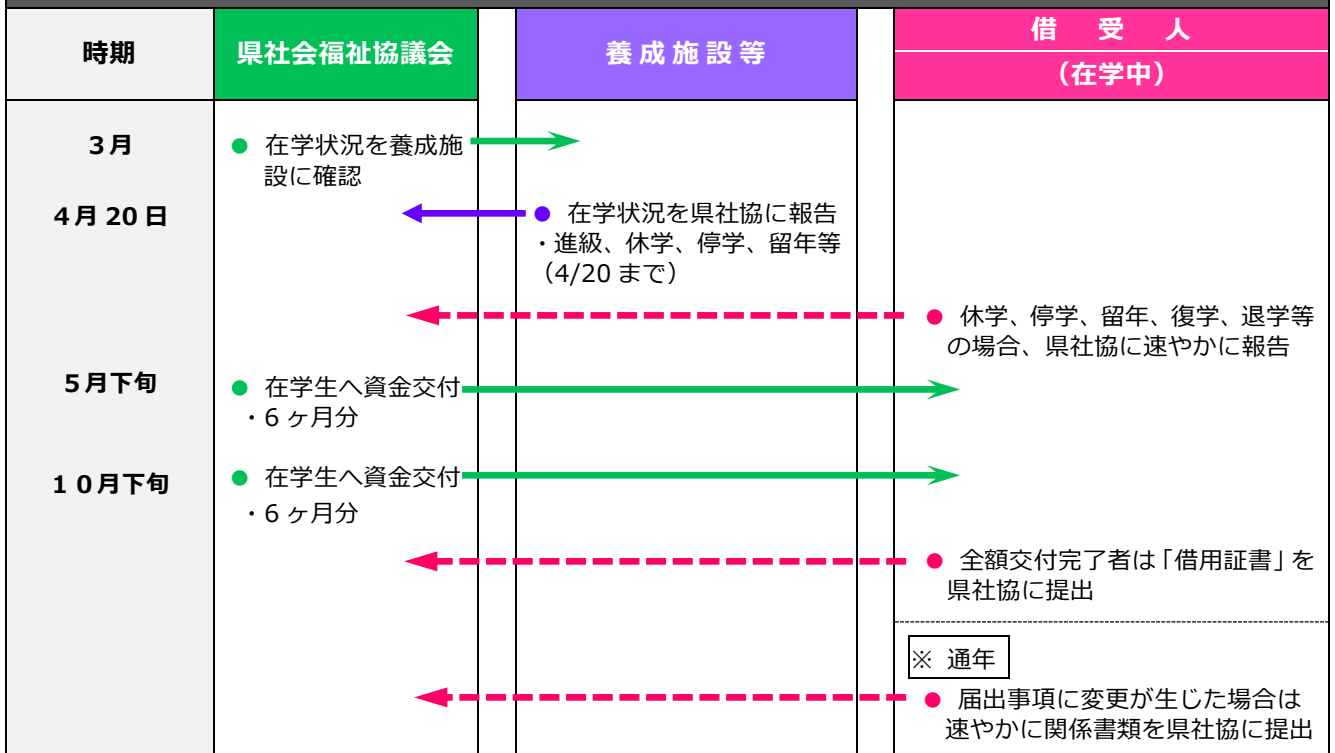 時期
県社会福祉協議会
養成施設等
借 受 人
（在学中）
３月
● 在学状況を養成施
設に確認
４月 20 日
● 在学状況を県社協に報告
・進級、休学、停学、留年等
（4/20 まで）
● 休学、停学、留年、復学、退学等
の場合、県社協に速やかに報告
５月下旬
● 在学生へ資金交付
・6 ヶ月分
１０月下旬
● 在学生へ資金交付
・6 ヶ月分
● 全額交付完了者は「借用証書」を
県社協に提出
※ 通年
● 届出事項に変更が生じた場合は
速やかに関係書類を県社協に提出